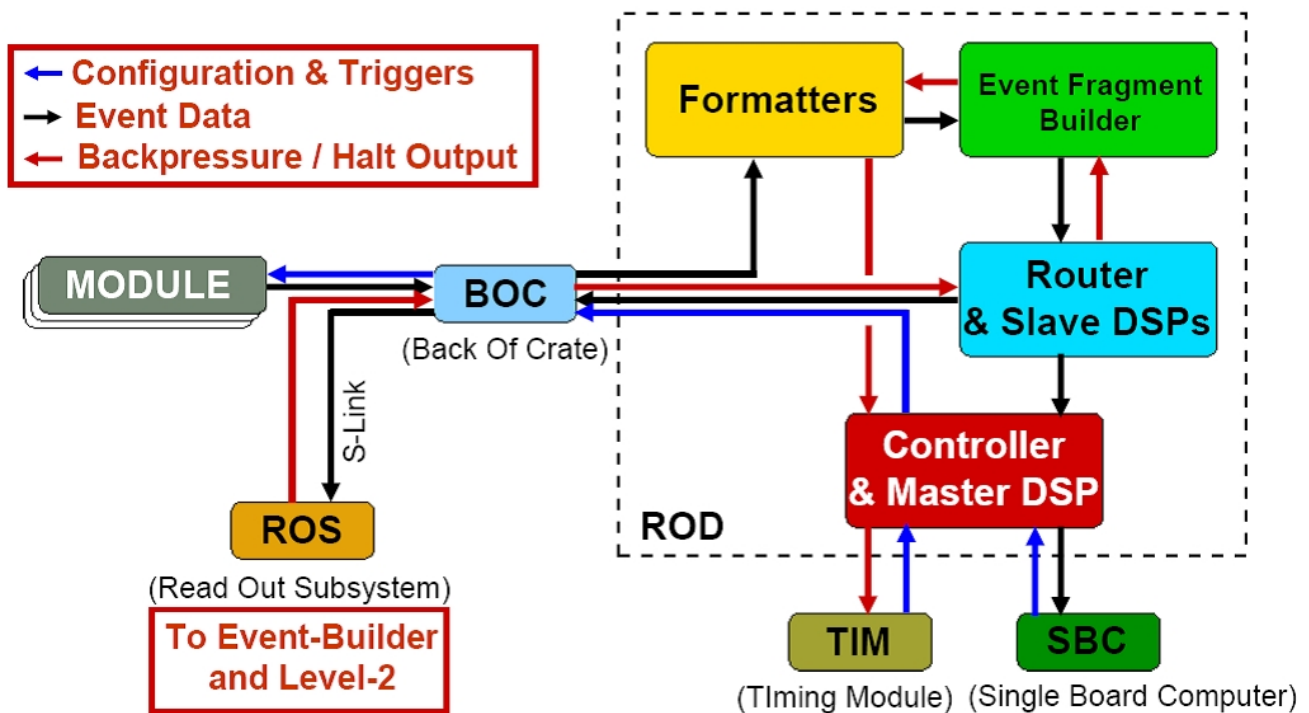 Configuration & Triggers
Event Data
Backpressure / Halt Output
Formatters
Event Fragment
Builder
MODULE
BOC
(Back Of Crate)
Router
& Slave DSPs
S-Link
Controller
& Master DSP
ROD
ROS
(Read Out Subsystem)
To Event-Builder
and Level-2
TIM
(TIming Module)
SBC
(Single Board Computer)